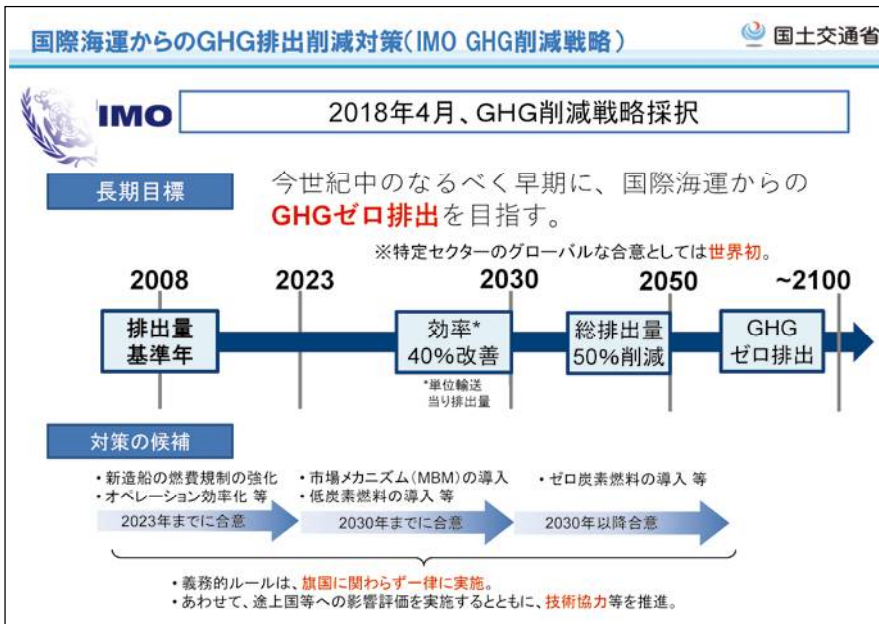 国際海運からのGHG排出削減対策(IMO GHG削減戦略)
国土交通省
IMO
2018年4月、GHG削減戦略採択
長期目標
今世紀中のなるべく早期に、国際海運からの
GHGゼロ排出を目指す。
※特定セクターのグローバルな合意としては世界初。
2008 2023 2030 2050 ~2100
排出量
基準年
効率*
40%改善
*単位輸送
当り排出量
総排出量
50%削減
GHG
ゼロ排出
対策の候補
・新造船の燃費規制の強化
・オペレーション効率化 等
2023年までに合意
・市場メカニズム(MBM)の導入
・低炭素燃料の導入 等
2030年までに合意
・ゼロ炭素燃料の導入 等
2030年以降合意
・義務的ルールは、旗国に関わらず一律に実施。
・あわせて、途上国等への影響評価を実施するとともに、技術協力等を推進。